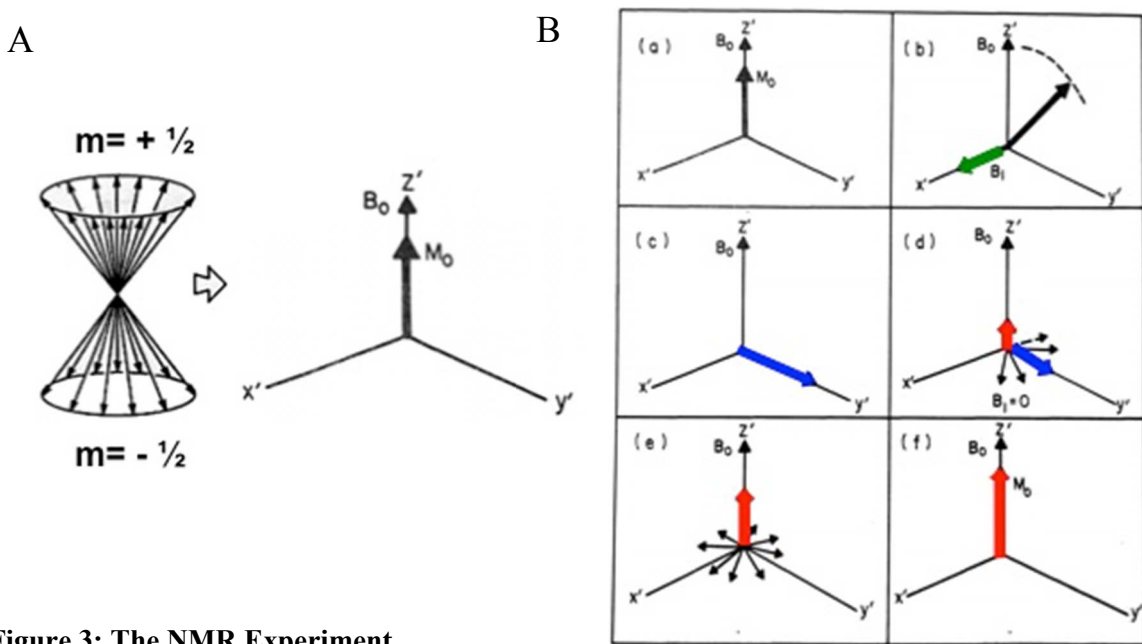 A
m= + ½
m= - ½
Z'
B₀
M₀
x'
y'
B
(a)
Z'
B₀
M₀
x'
y'
(b)
Z'
B₀
B₁
x'
y'
(c)
Z'
B₀
x'
y'
(d)
Z'
B₀
x'
y'
B₁=0
(e)
Z'
B₀
x'
y'
(f)
Z'
B₀
M₀
x'
y'
Figure 3: The NMR Experiment